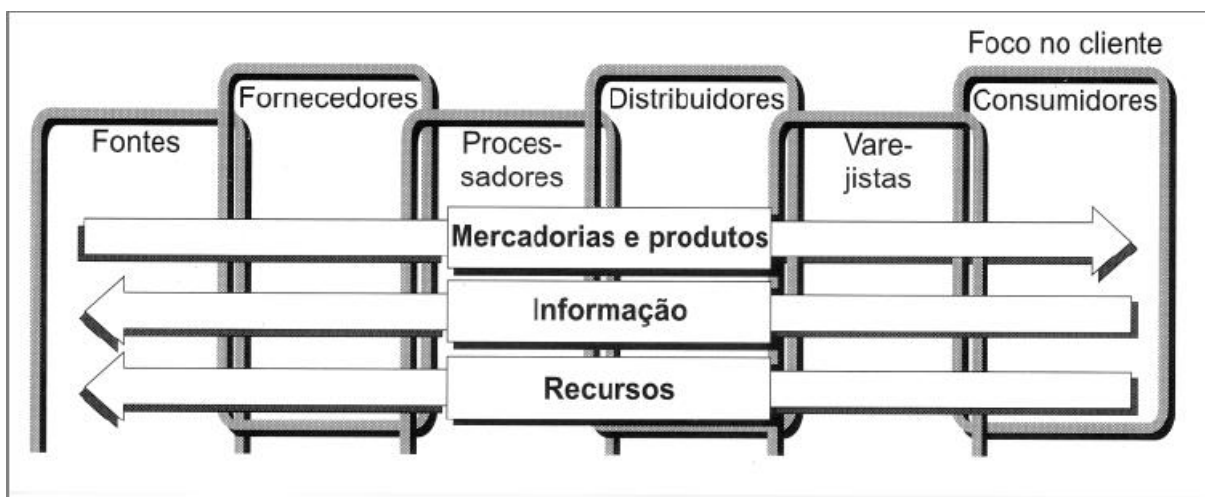 Foco no cliente
Fornecedores
Distribuidores
Consumidores
Fontes
Proces-
sadores
Vare-
jistas
Mercadorias e produtos
Informação
Recursos